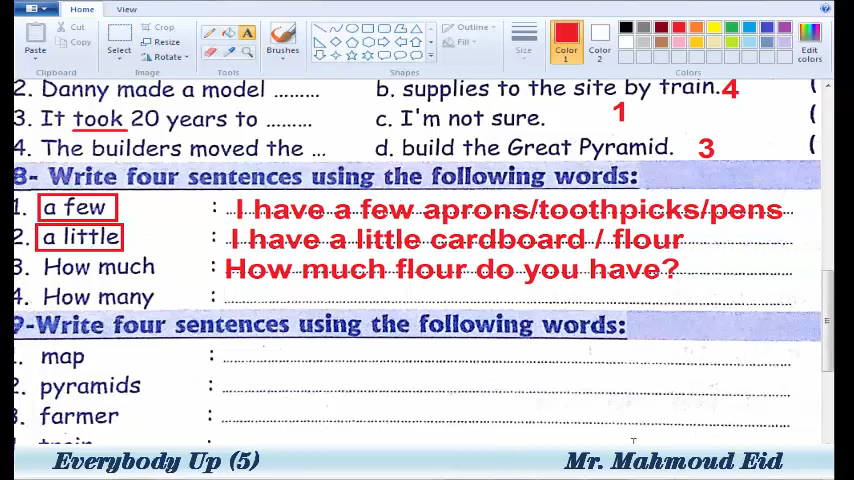 Home View
Cut
Copy
Paste
Clipboard
Crop
Resize
Rotate
Select
Image
A
Tools
Brushes
Shapes
Outline
Fill
Size
Color 1
Color 2
Edit colors
Colors
2. Danny made a model ......... b. supplies to the site by train. 4 (
3. It took 20 years to ......... c. I'm not sure. 1 (
4. The builders moved the ... d. build the Great Pyramid. 3 (
8- Write four sentences using the following words:
1. a few : I have a few aprons/toothpicks/pens
2. a little : I have a little cardboard / flour
3. How much : How much flour do you have?
4. How many :
9-Write four sentences using the following words:
1. map :
2. pyramids :
3. farmer :
4. train
Everybody Up (5) Mr. Mahmoud Eid